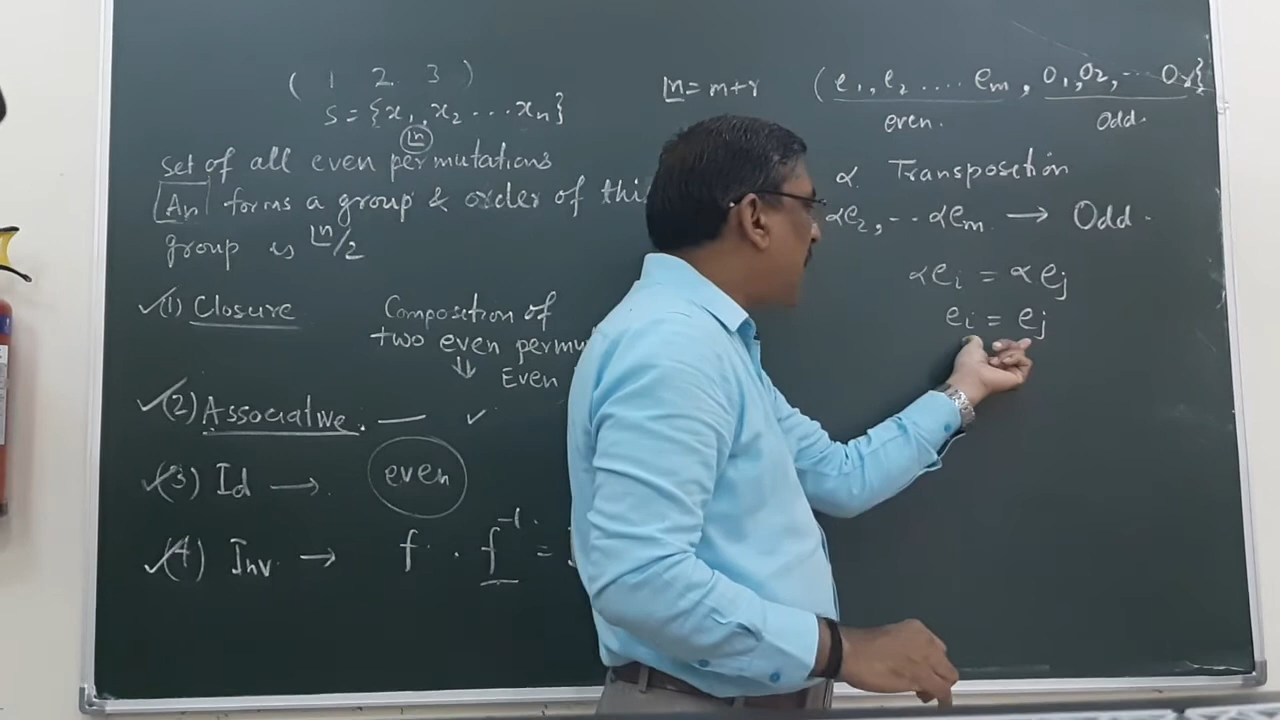 ( 1 2 3 )
S = {x₁, x₂ ... xₙ}
⌊n
set of all even permutations
Aₙ forms a group & order of thi
group is ⌊n/2
(1) Closure
Composition of
two even permu
⇓ Even
(2) Associative. — ✓
(3) Id → even
(4) Inv. → f . f⁻¹ =
⌊n = m+r
(e₁, e₂ .... eₘ, O₁, O₂, ... Oᵣ}
even. Odd.
α. Transposition
αe₂, ... αeₘ → Odd.
αeᵢ = αeⱼ
eᵢ = eⱼ